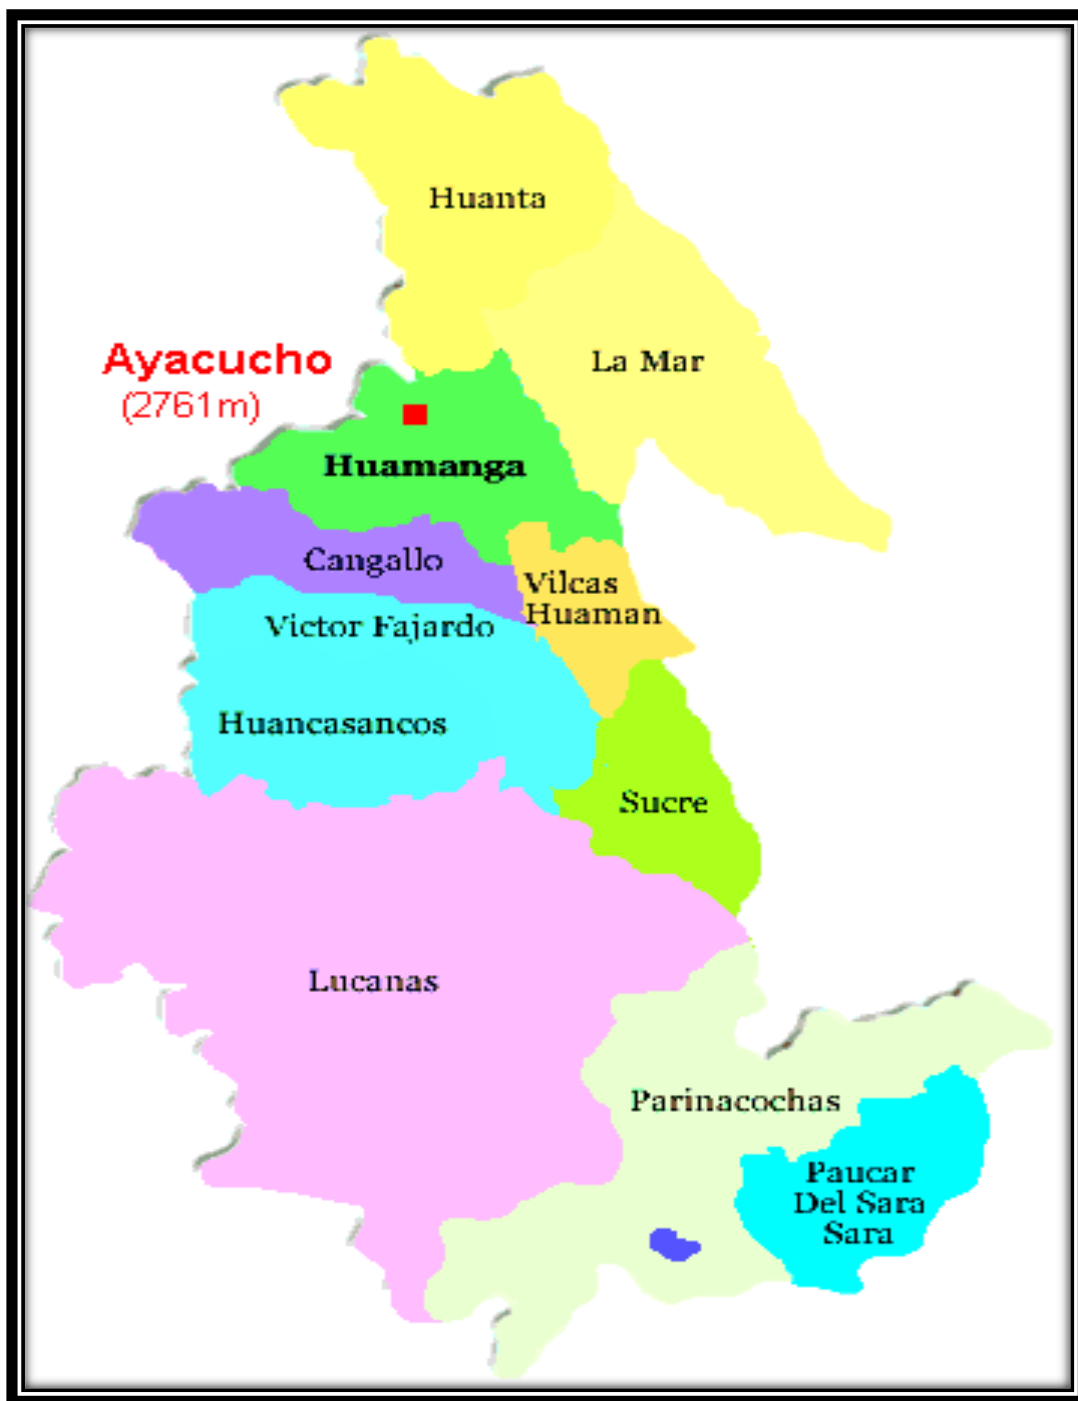 Huanta
La Mar
Ayacucho
(2761m)
Huamanga
Cangallo
Vilcas
Huaman
Victor Fajardo
Huancasancos
Sucre
Lucanas
Parinacochas
Paucar
Del Sara
Sara